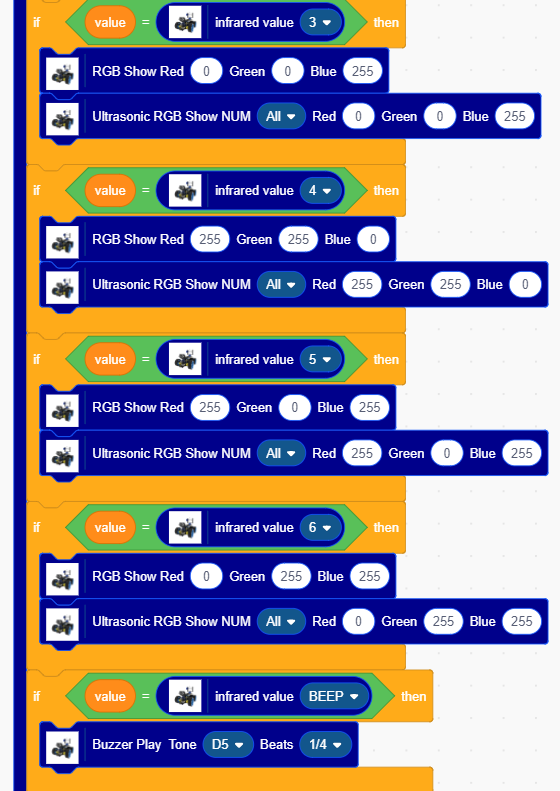 if value = infrared value 3 then
RGB Show Red 0 Green 0 Blue 255
Ultrasonic RGB Show NUM All Red 0 Green 0 Blue 255
if value = infrared value 4 then
RGB Show Red 255 Green 255 Blue 0
Ultrasonic RGB Show NUM All Red 255 Green 255 Blue 0
if value = infrared value 5 then
RGB Show Red 255 Green 0 Blue 255
Ultrasonic RGB Show NUM All Red 255 Green 0 Blue 255
if value = infrared value 6 then
RGB Show Red 0 Green 255 Blue 255
Ultrasonic RGB Show NUM All Red 0 Green 255 Blue 255
if value = infrared value BEEP then
Buzzer Play Tone D5 Beats 1/4